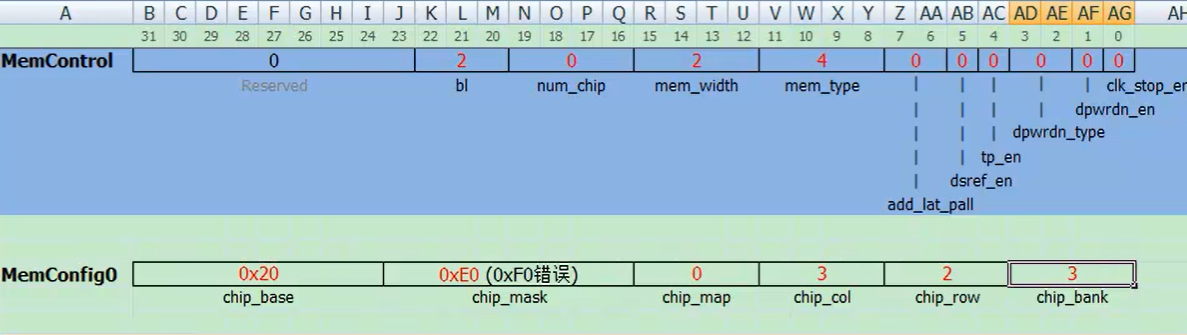 A B C D E F G H I J K L M N O P Q R S T U V W X Y Z AA AB AC AD AE AF AG AH
31 30 29 28 27 26 25 24 23 22 21 20 19 18 17 16 15 14 13 12 11 10 9 8 7 6 5 4 3 2 1 0
MemControl 0 2 0 2 4 0 0 0 0 0 0
Reserved bl num_chip mem_width mem_type | | | | | clk_stop_en
| | | | dpwrdn_en
| | | dpwrdn_type
| | tp_en
| dsref_en
add_lat_pall
MemConfig0 0x20 0xE0 (0xF0错误) 0 3 2 3
chip_base chip_mask chip_map chip_col chip_row chip_bank